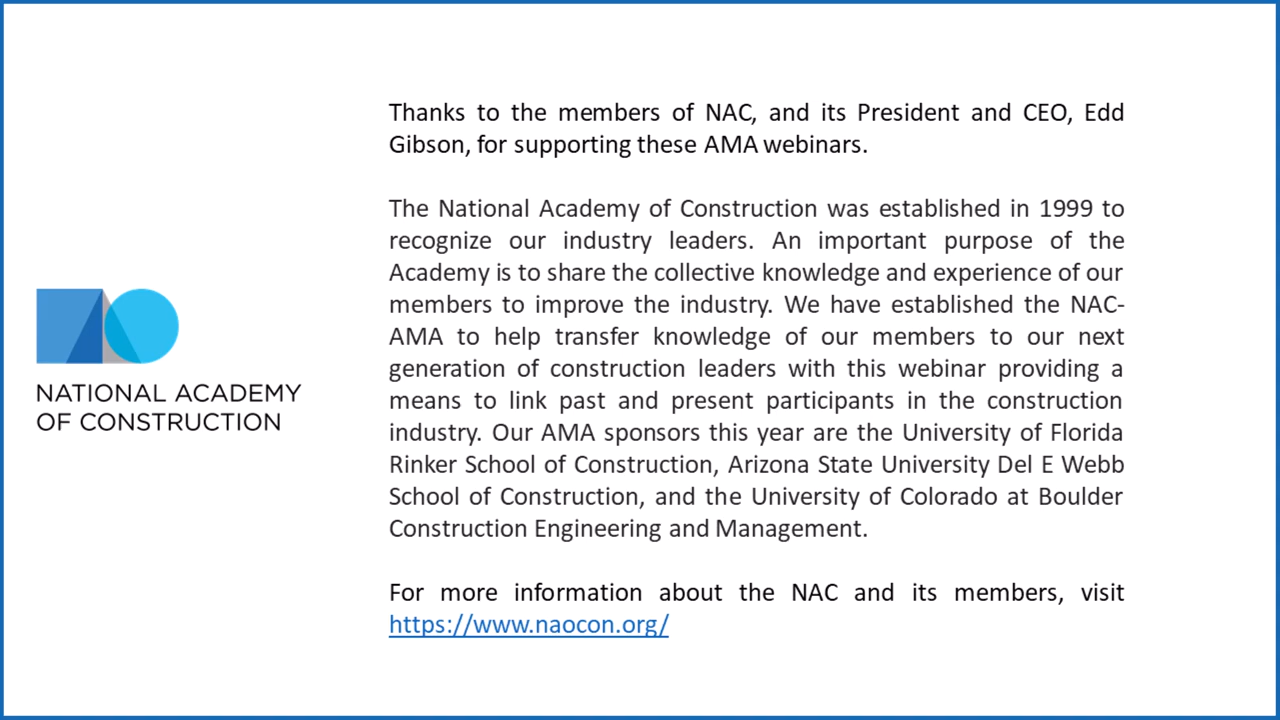 Thanks to the members of NAC, and its President and CEO, Edd
Gibson, for supporting these AMA webinars.
The National Academy of Construction was established in 1999 to
recognize our industry leaders. An important purpose of the
Academy is to share the collective knowledge and experience of our
members to improve the industry. We have established the NAC-
AMA to help transfer knowledge of our members to our next
generation of construction leaders with this webinar providing a
means to link past and present participants in the construction
industry. Our AMA sponsors this year are the University of Florida
Rinker School of Construction, Arizona State University Del E Webb
School of Construction, and the University of Colorado at Boulder
Construction Engineering and Management.
For more information about the NAC and its members, visit
https://www.naocon.org/
NATIONAL ACADEMY
OF CONSTRUCTION